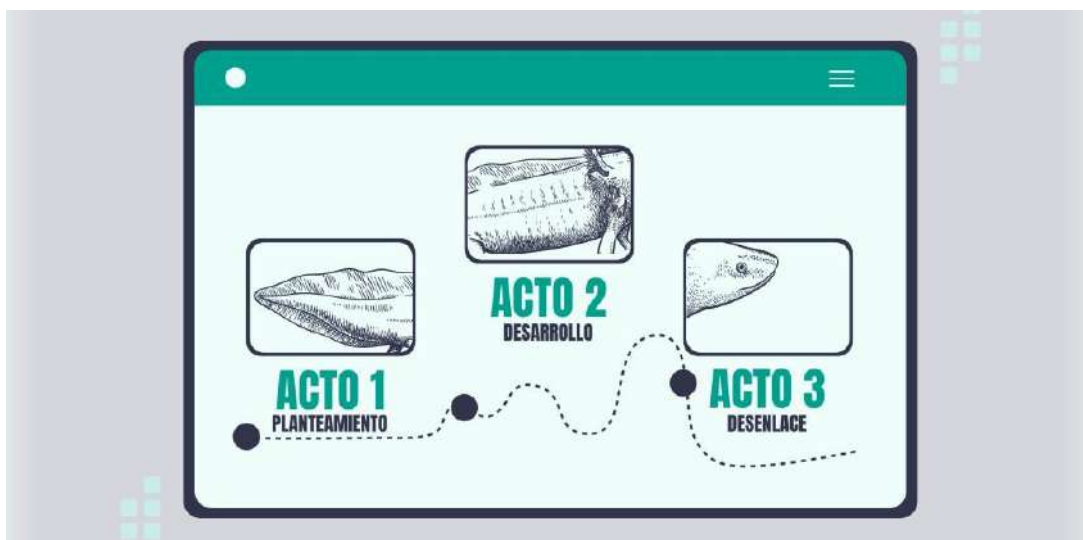 ACTO 1
PLANTEAMIENTO
ACTO 2
DESARROLLO
ACTO 3
DESENLACE